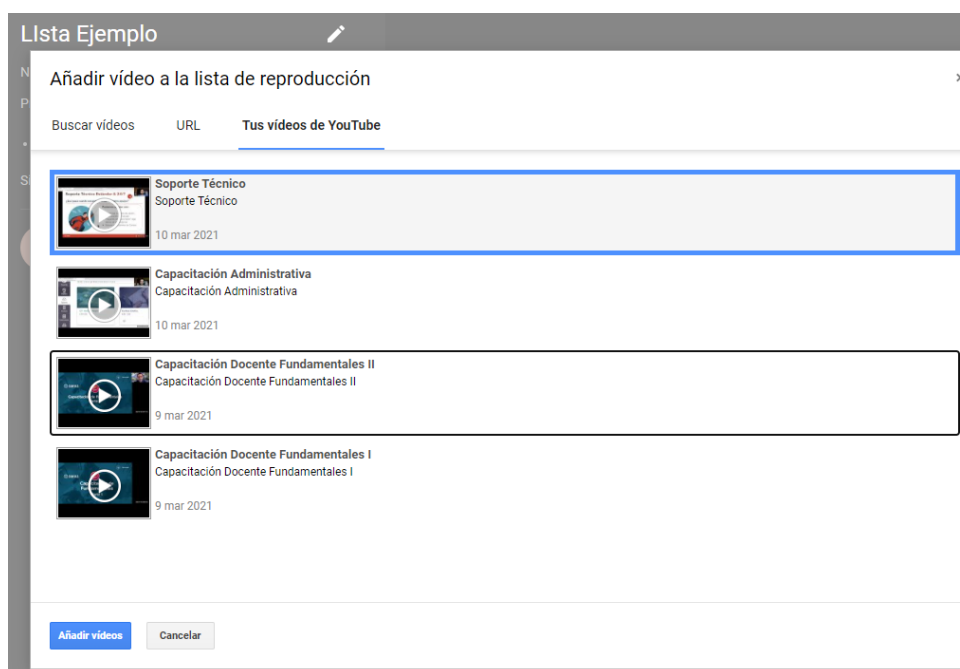 LIsta Ejemplo
N
Añadir vídeo a la lista de reproducción
P
Buscar vídeos URL Tus vídeos de YouTube
Soporte Técnico
Soporte Técnico
10 mar 2021
Capacitación Administrativa
Capacitación Administrativa
10 mar 2021
Capacitación Docente Fundamentales II
Capacitación Docente Fundamentales II
9 mar 2021
Capacitación Docente Fundamentales I
Capacitación Docente Fundamentales I
9 mar 2021
Añadir vídeos Cancelar